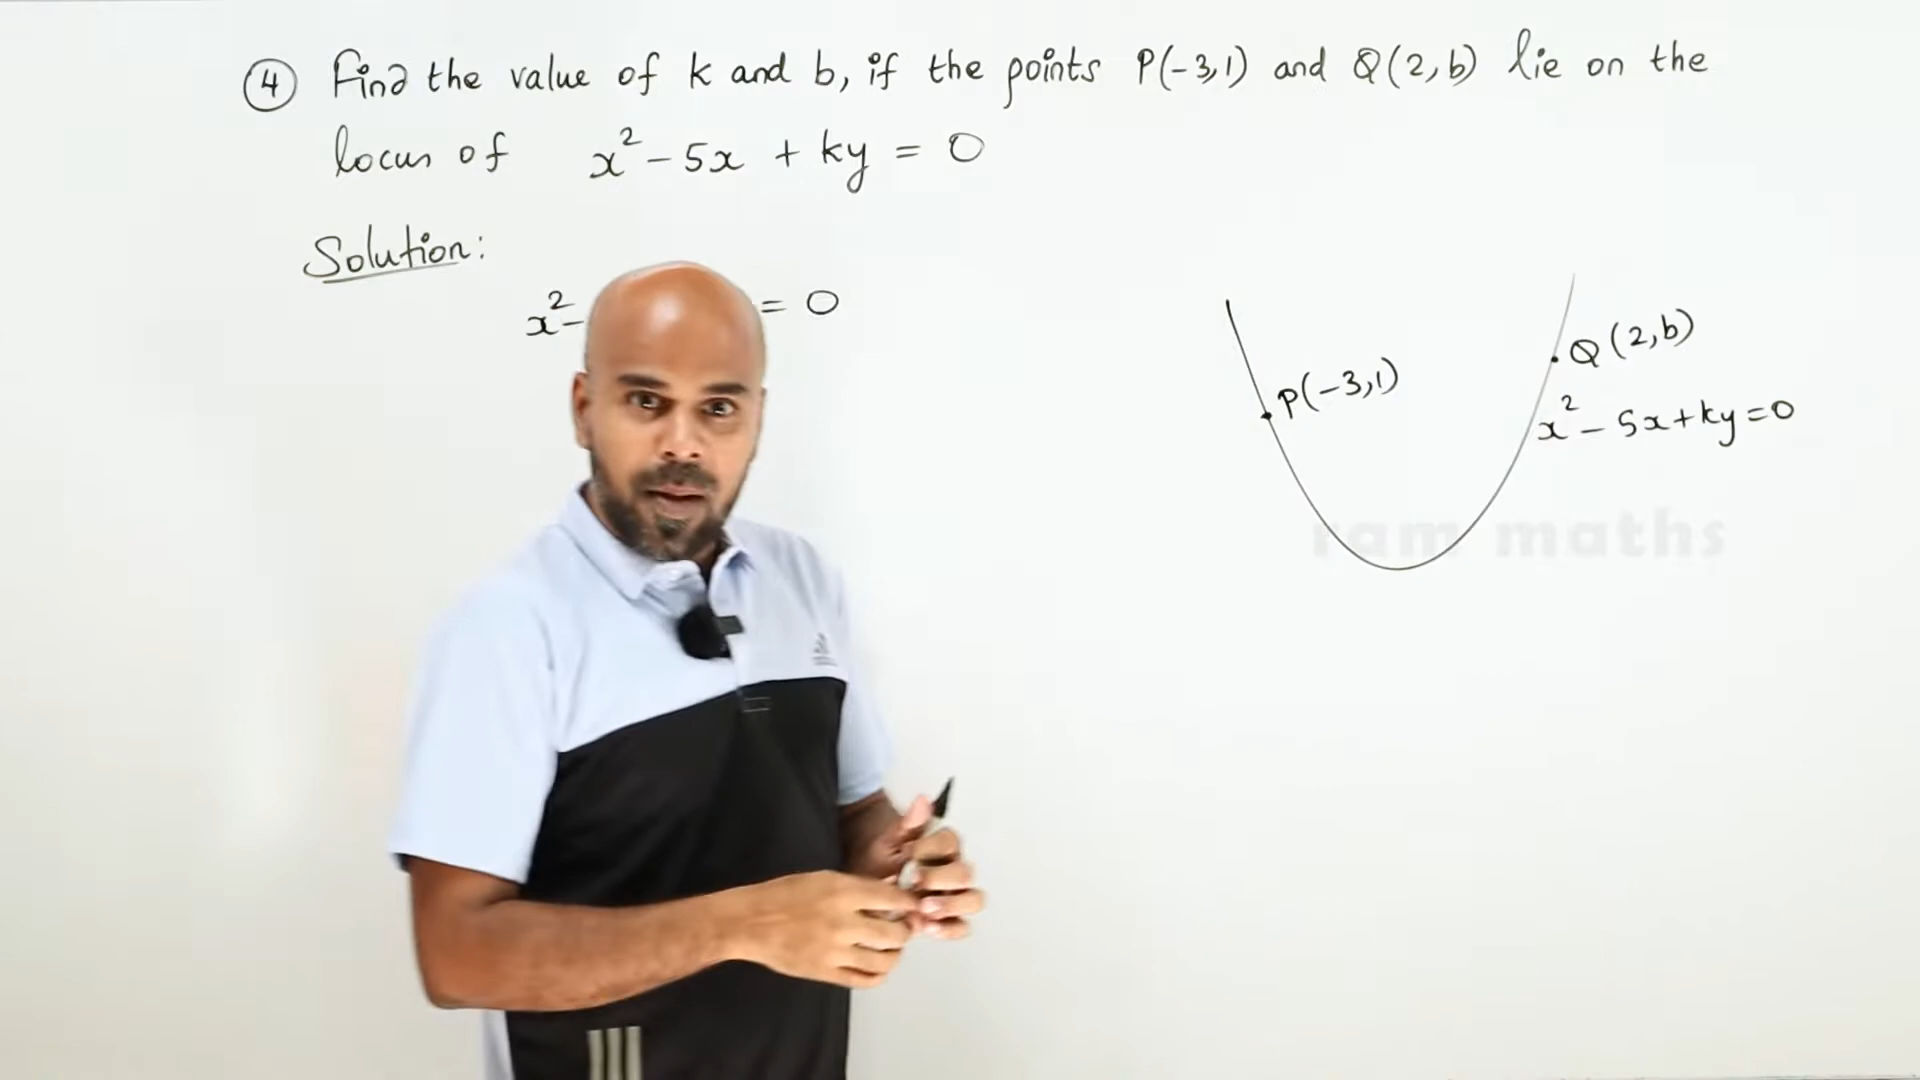 ④ Find the value of k and b, if the points P(-3,1) and Q(2,b) lie on the
locus of x² - 5x + ky = 0
Solution:
x² - = 0
P(-3,1)
Q(2,b)
x² - 5x + ky = 0
ram maths